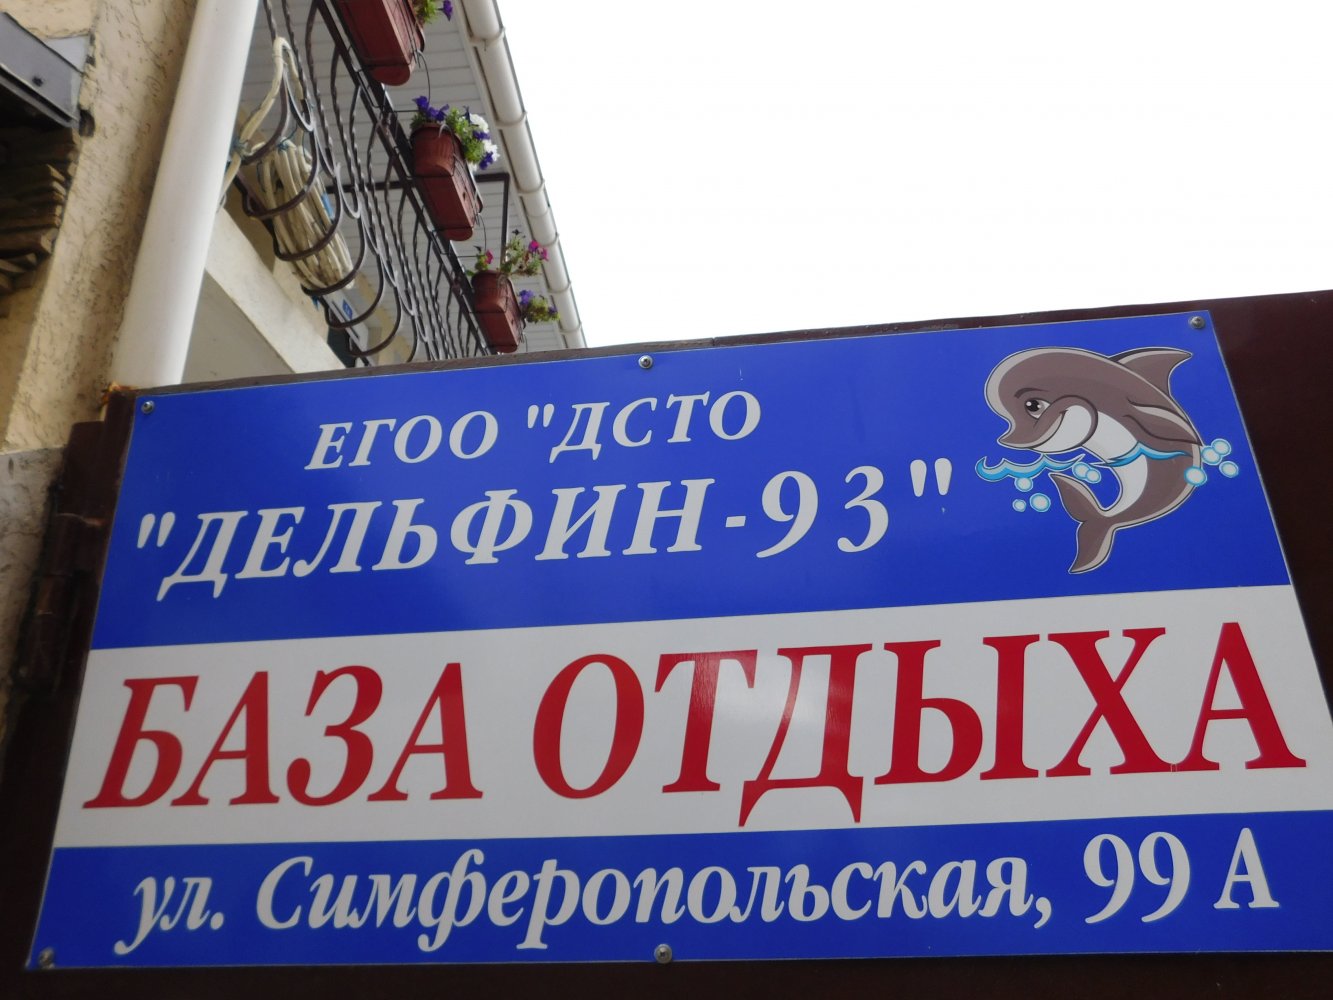 ЕГОО "ДСТО
"ДЕЛЬФИН-93"
БАЗА ОТДЫХА
ул. Симферопольская, 99 А